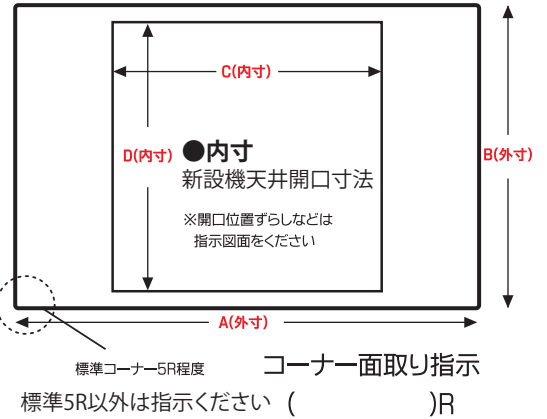 C(内寸)
D(内寸)
●内寸
新設機天井開口寸法
※開口位置ずらしなどは
指示図面をください
B(外寸)
A(外寸)
標準コーナー5R程度
コーナー面取り指示
標準5R以外は指示ください (　　　　　)R